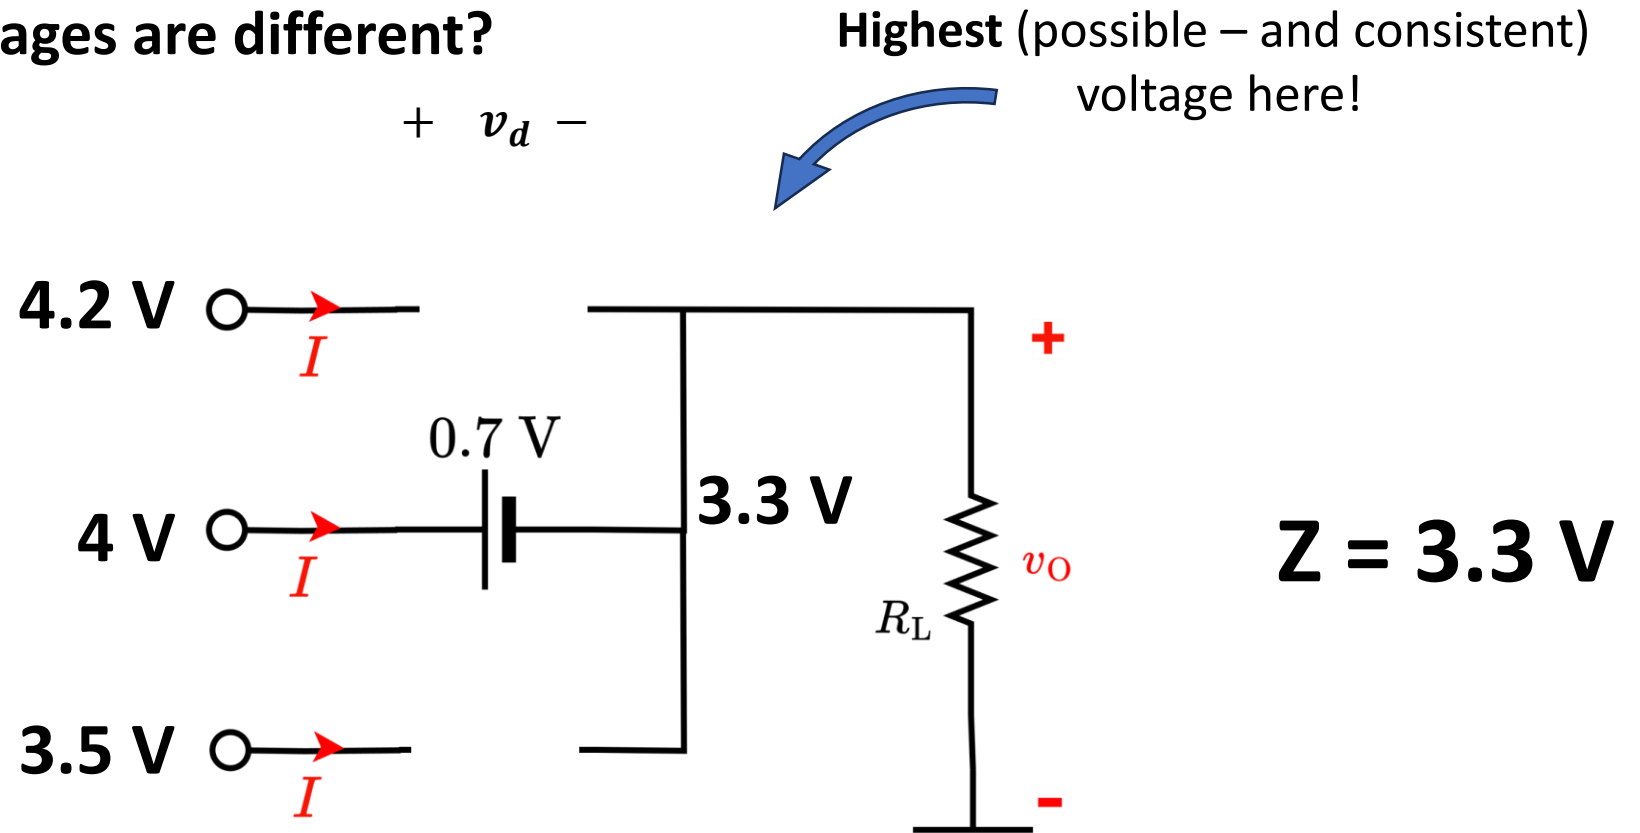 ages are different?
Highest (possible – and consistent)
voltage here!
+ v_d −
4.2 V
I
+
0.7 V
3.3 V
4 V
I
v_O
Z = 3.3 V
R_L
3.5 V
I
-